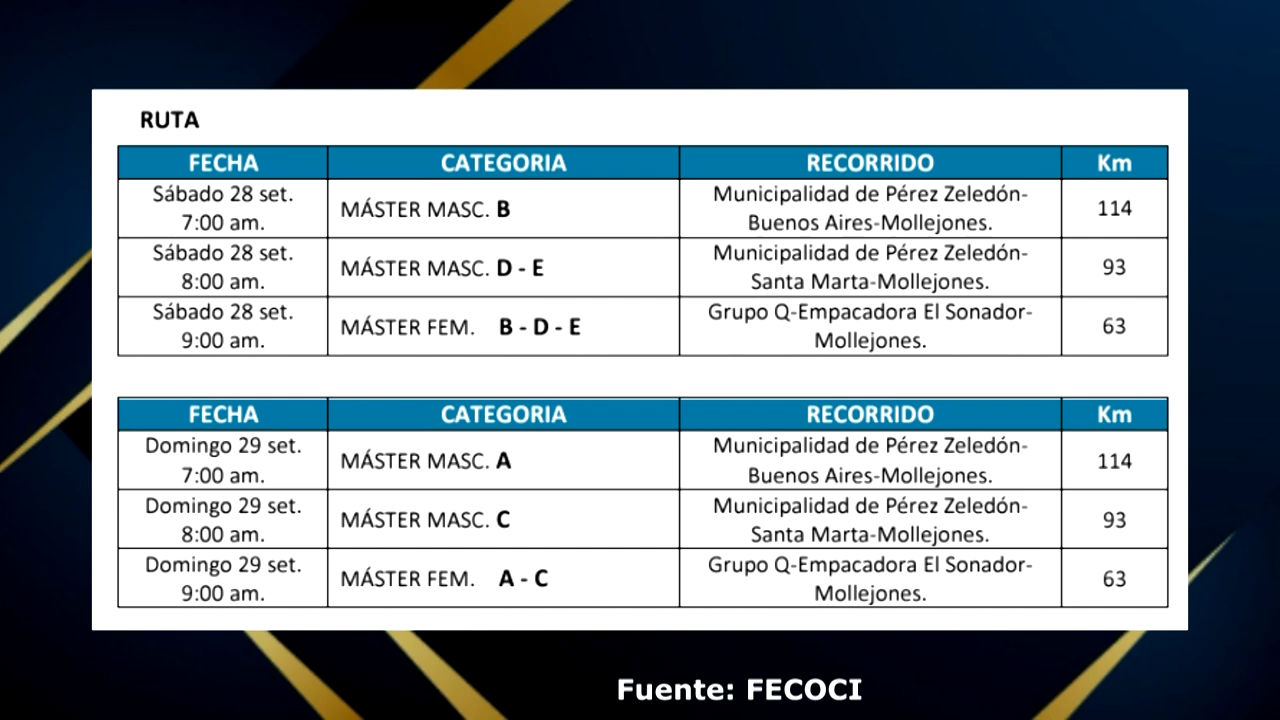 RUTA
FECHA CATEGORIA RECORRIDO Km
Sábado 28 set.
7:00 am.
MÁSTER MASC. B
Municipalidad de Pérez Zeledón-
Buenos Aires-Mollejones.
114
Sábado 28 set.
8:00 am.
MÁSTER MASC. D - E
Municipalidad de Pérez Zeledón-
Santa Marta-Mollejones.
93
Sábado 28 set.
9:00 am.
MÁSTER FEM. B - D - E
Grupo Q-Empacadora El Sonador-
Mollejones.
63
FECHA CATEGORIA RECORRIDO Km
Domingo 29 set.
7:00 am.
MÁSTER MASC. A
Municipalidad de Pérez Zeledón-
Buenos Aires-Mollejones.
114
Domingo 29 set.
8:00 am.
MÁSTER MASC. C
Municipalidad de Pérez Zeledón-
Santa Marta-Mollejones.
93
Domingo 29 set.
9:00 am.
MÁSTER FEM. A - C
Grupo Q-Empacadora El Sonador-
Mollejones.
63
Fuente: FECOCI